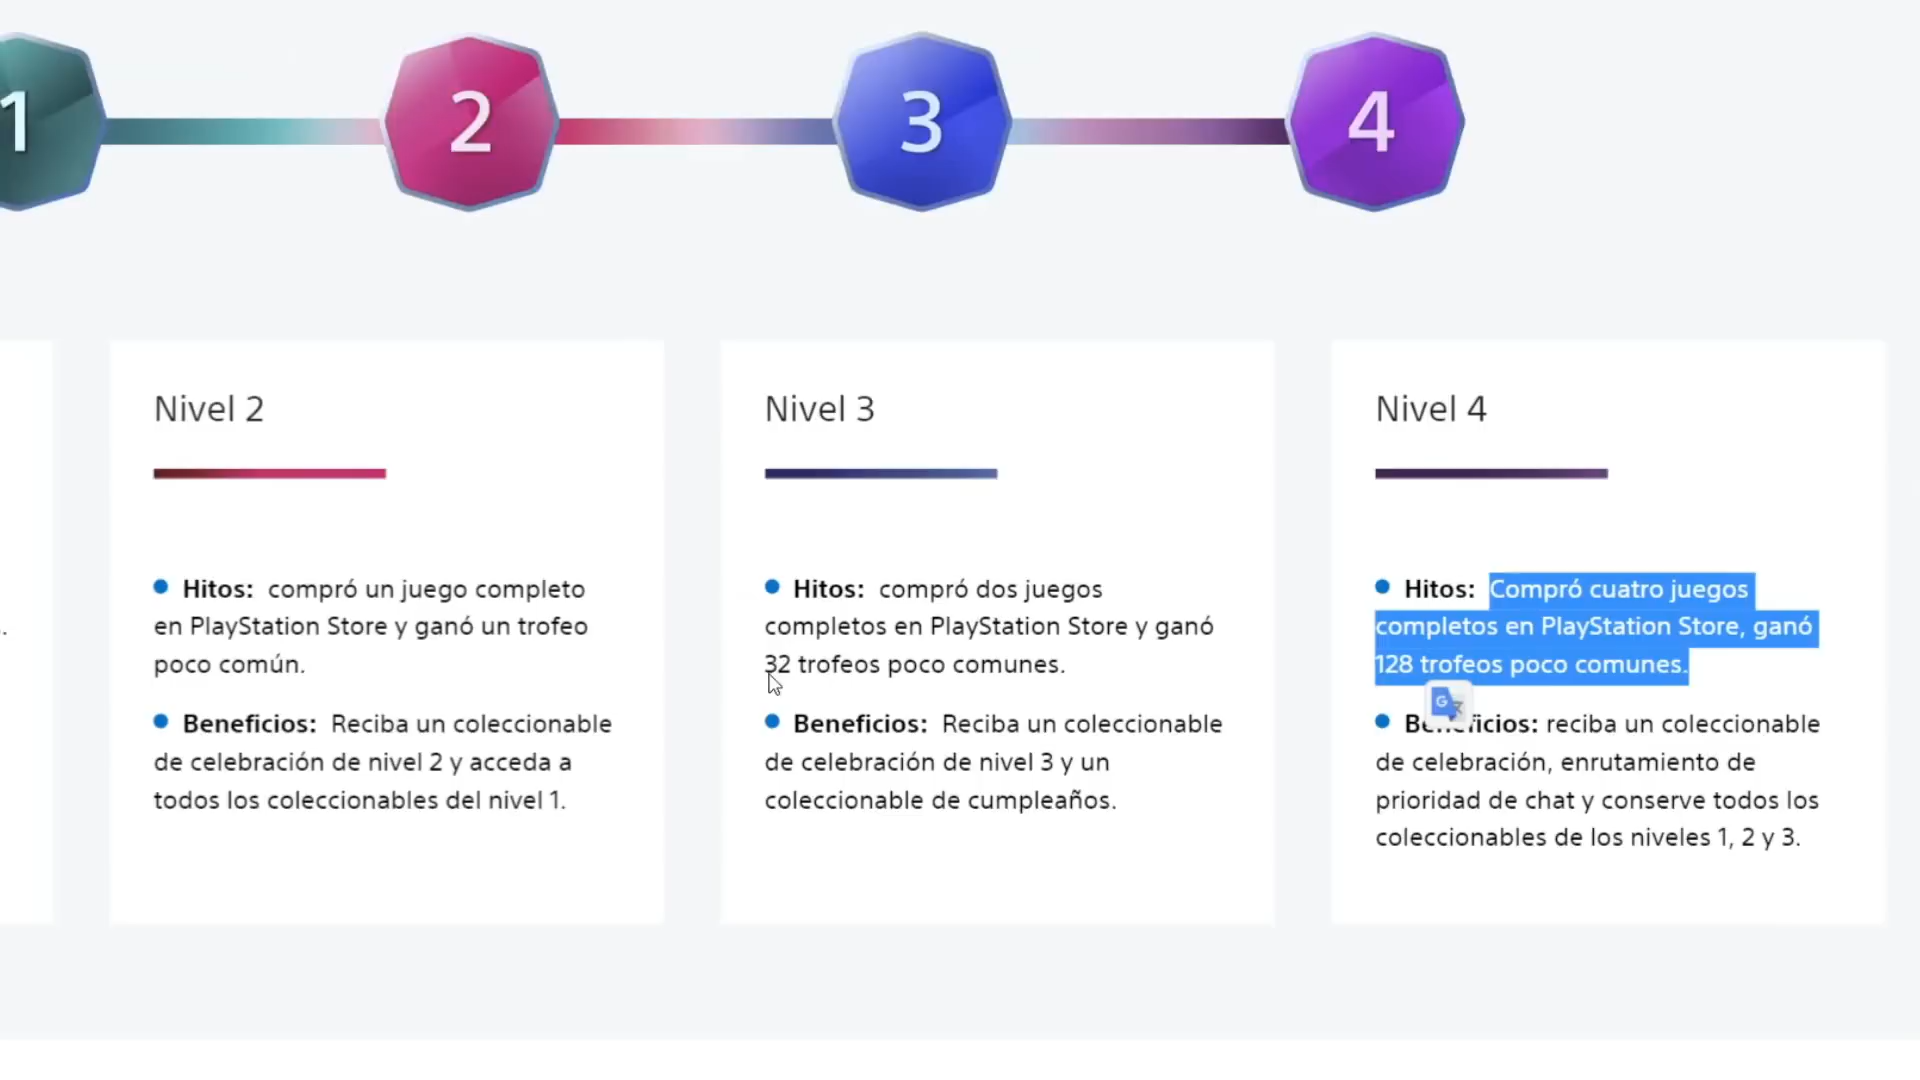 1
2
3
4
Nivel 2
Hitos: compró un juego completo
en PlayStation Store y ganó un trofeo
poco común.
Beneficios: Reciba un coleccionable
de celebración de nivel 2 y acceda a
todos los coleccionables del nivel 1.
Nivel 3
Hitos: compró dos juegos
completos en PlayStation Store y ganó
32 trofeos poco comunes.
Beneficios: Reciba un coleccionable
de celebración de nivel 3 y un
coleccionable de cumpleaños.
Nivel 4
Hitos: Compró cuatro juegos
completos en PlayStation Store, ganó
128 trofeos poco comunes.
Beneficios: reciba un coleccionable
de celebración, enrutamiento de
prioridad de chat y conserve todos los
coleccionables de los niveles 1, 2 y 3.